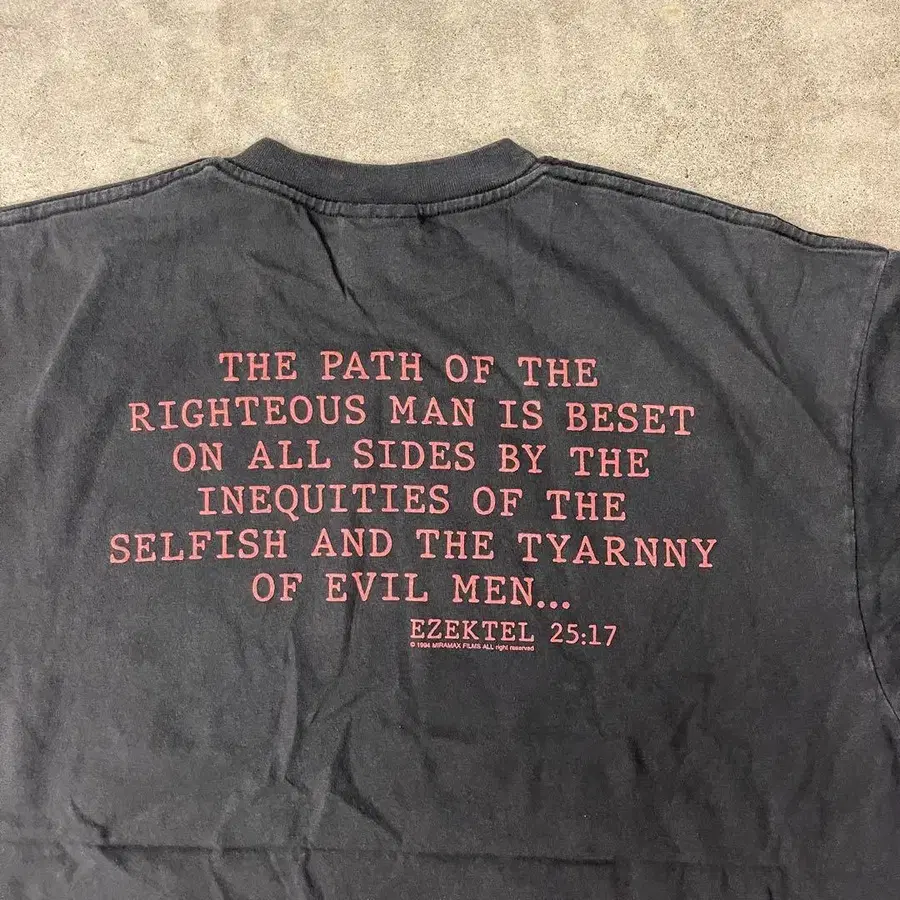 THE PATH OF THE
RIGHTEOUS MAN IS BESET
ON ALL SIDES BY THE
INEQUITIES OF THE
SELFISH AND THE TYARNNY
OF EVIL MEN...
EZEKTEL 25:17
© 1994 MIRAMAX FILMS ALL right reserved